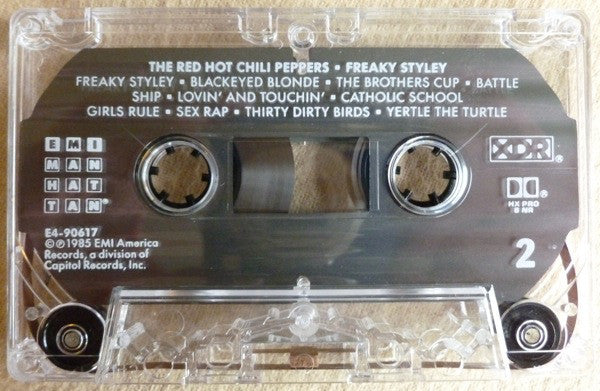 THE RED HOT CHILI PEPPERS ▪ FREAKY STYLEY
FREAKY STYLEY ▪ BLACKEYED BLONDE ▪ THE BROTHERS CUP ▪ BATTLE
SHIP ▪ LOVIN' AND TOUCHIN' ▪ CATHOLIC SCHOOL
GIRLS RULE ▪ SEX RAP ▪ THIRTY DIRTY BIRDS ▪ YERTLE THE TURTLE
EMI
MAN
HAT
TAN®
E4-90617
©℗1985 EMI America
Records, a division of
Capitol Records, Inc.
XDR®
HX PRO
B NR
2